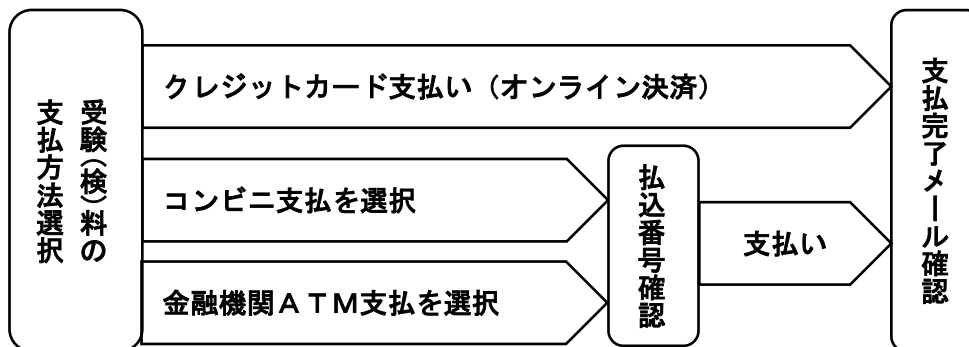 受験（検）料の
支払方法選択
クレジットカード支払い（オンライン決済）
コンビニ支払を選択
金融機関ＡＴＭ支払を選択
払込番号確認
支払い
支払完了メール確認